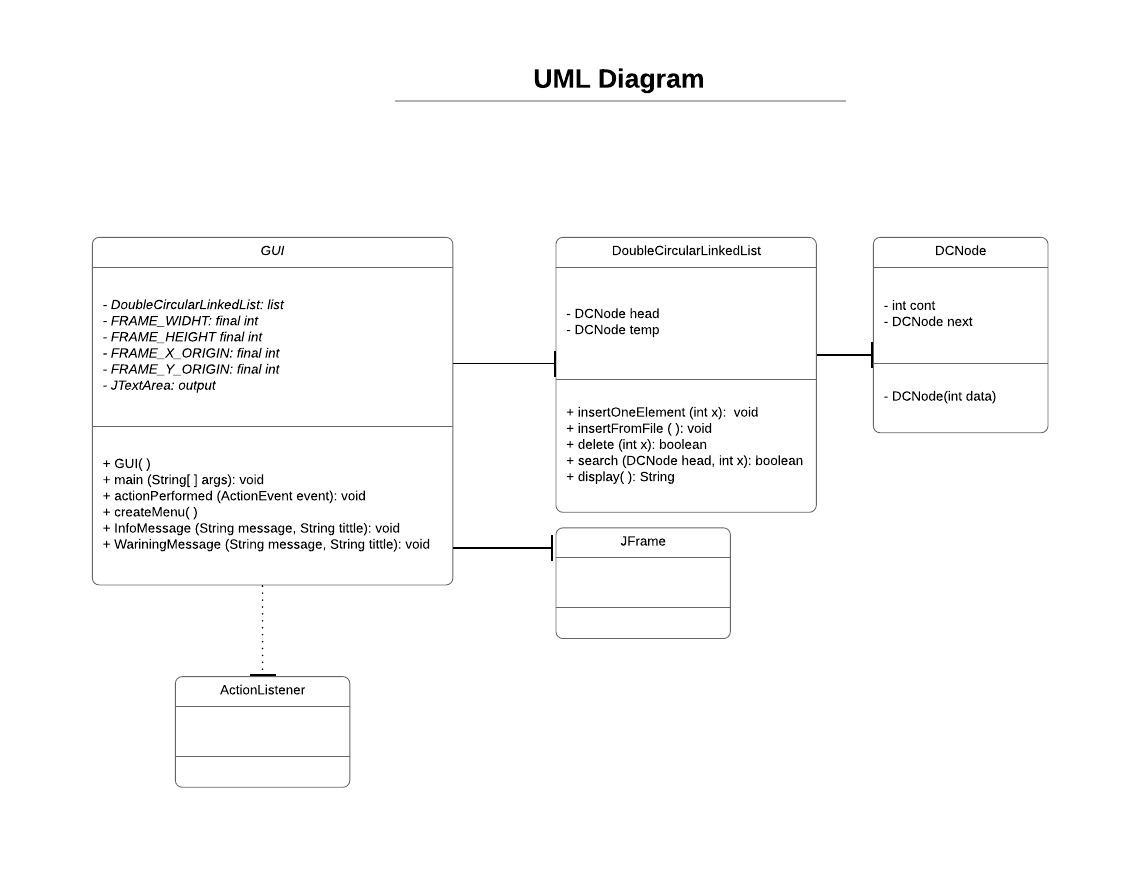 UML Diagram
GUI
- DoubleCircularLinkedList: list
- FRAME_WIDHT: final int
- FRAME_HEIGHT final int
- FRAME_X_ORIGIN: final int
- FRAME_Y_ORIGIN: final int
- JTextArea: output
+ GUI( )
+ main (String[ ] args): void
+ actionPerformed (ActionEvent event): void
+ createMenu( )
+ InfoMessage (String message, String tittle): void
+ WariningMessage (String message, String tittle): void
DoubleCircularLinkedList
- DCNode head
- DCNode temp
+ insertOneElement (int x):  void
+ insertFromFile ( ): void
+ delete (int x): boolean
+ search (DCNode head, int x): boolean
+ display( ): String
DCNode
- int cont
- DCNode next
- DCNode(int data)
JFrame
ActionListener